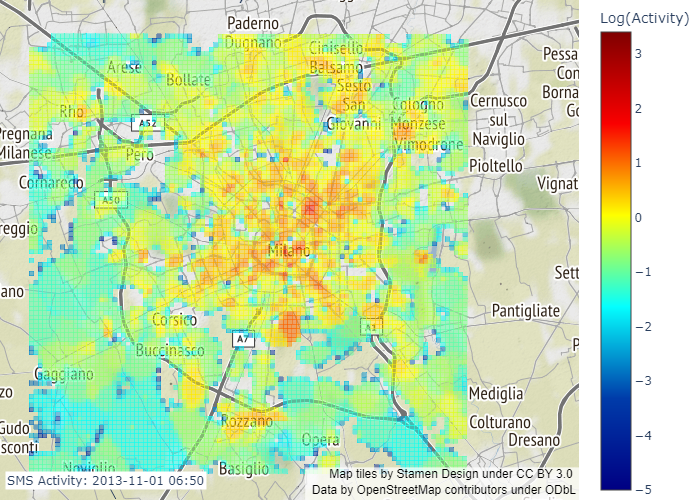 Log(Activity)
3
2
1
0
−1
−2
−3
−4
−5
Paderno
Dugnano
Cinisello
Balsamo
Arese
Bollate
Sesto
San
Giovanni
Rho
A52
Cologno
Monzese
Cernusco
sul
Naviglio
Pessa
Borna
Pregnana
Milanese
Pero
Vimodrone
Pioltello
Cornaredo
A50
Vignat
reggio
Milano
Sett
ano
Pantigliate
Corsico
A7
A1
Buccinasco
Gaggiano
Mediglia
zo
Rozzano
Colturano
Gudo
Dresano
sconti
Opera
Noviglio
Basiglio
SMS Activity: 2013-11-01 06:50
Map tiles by Stamen Design under CC BY 3.0
Data by OpenStreetMap contributors under ODbL